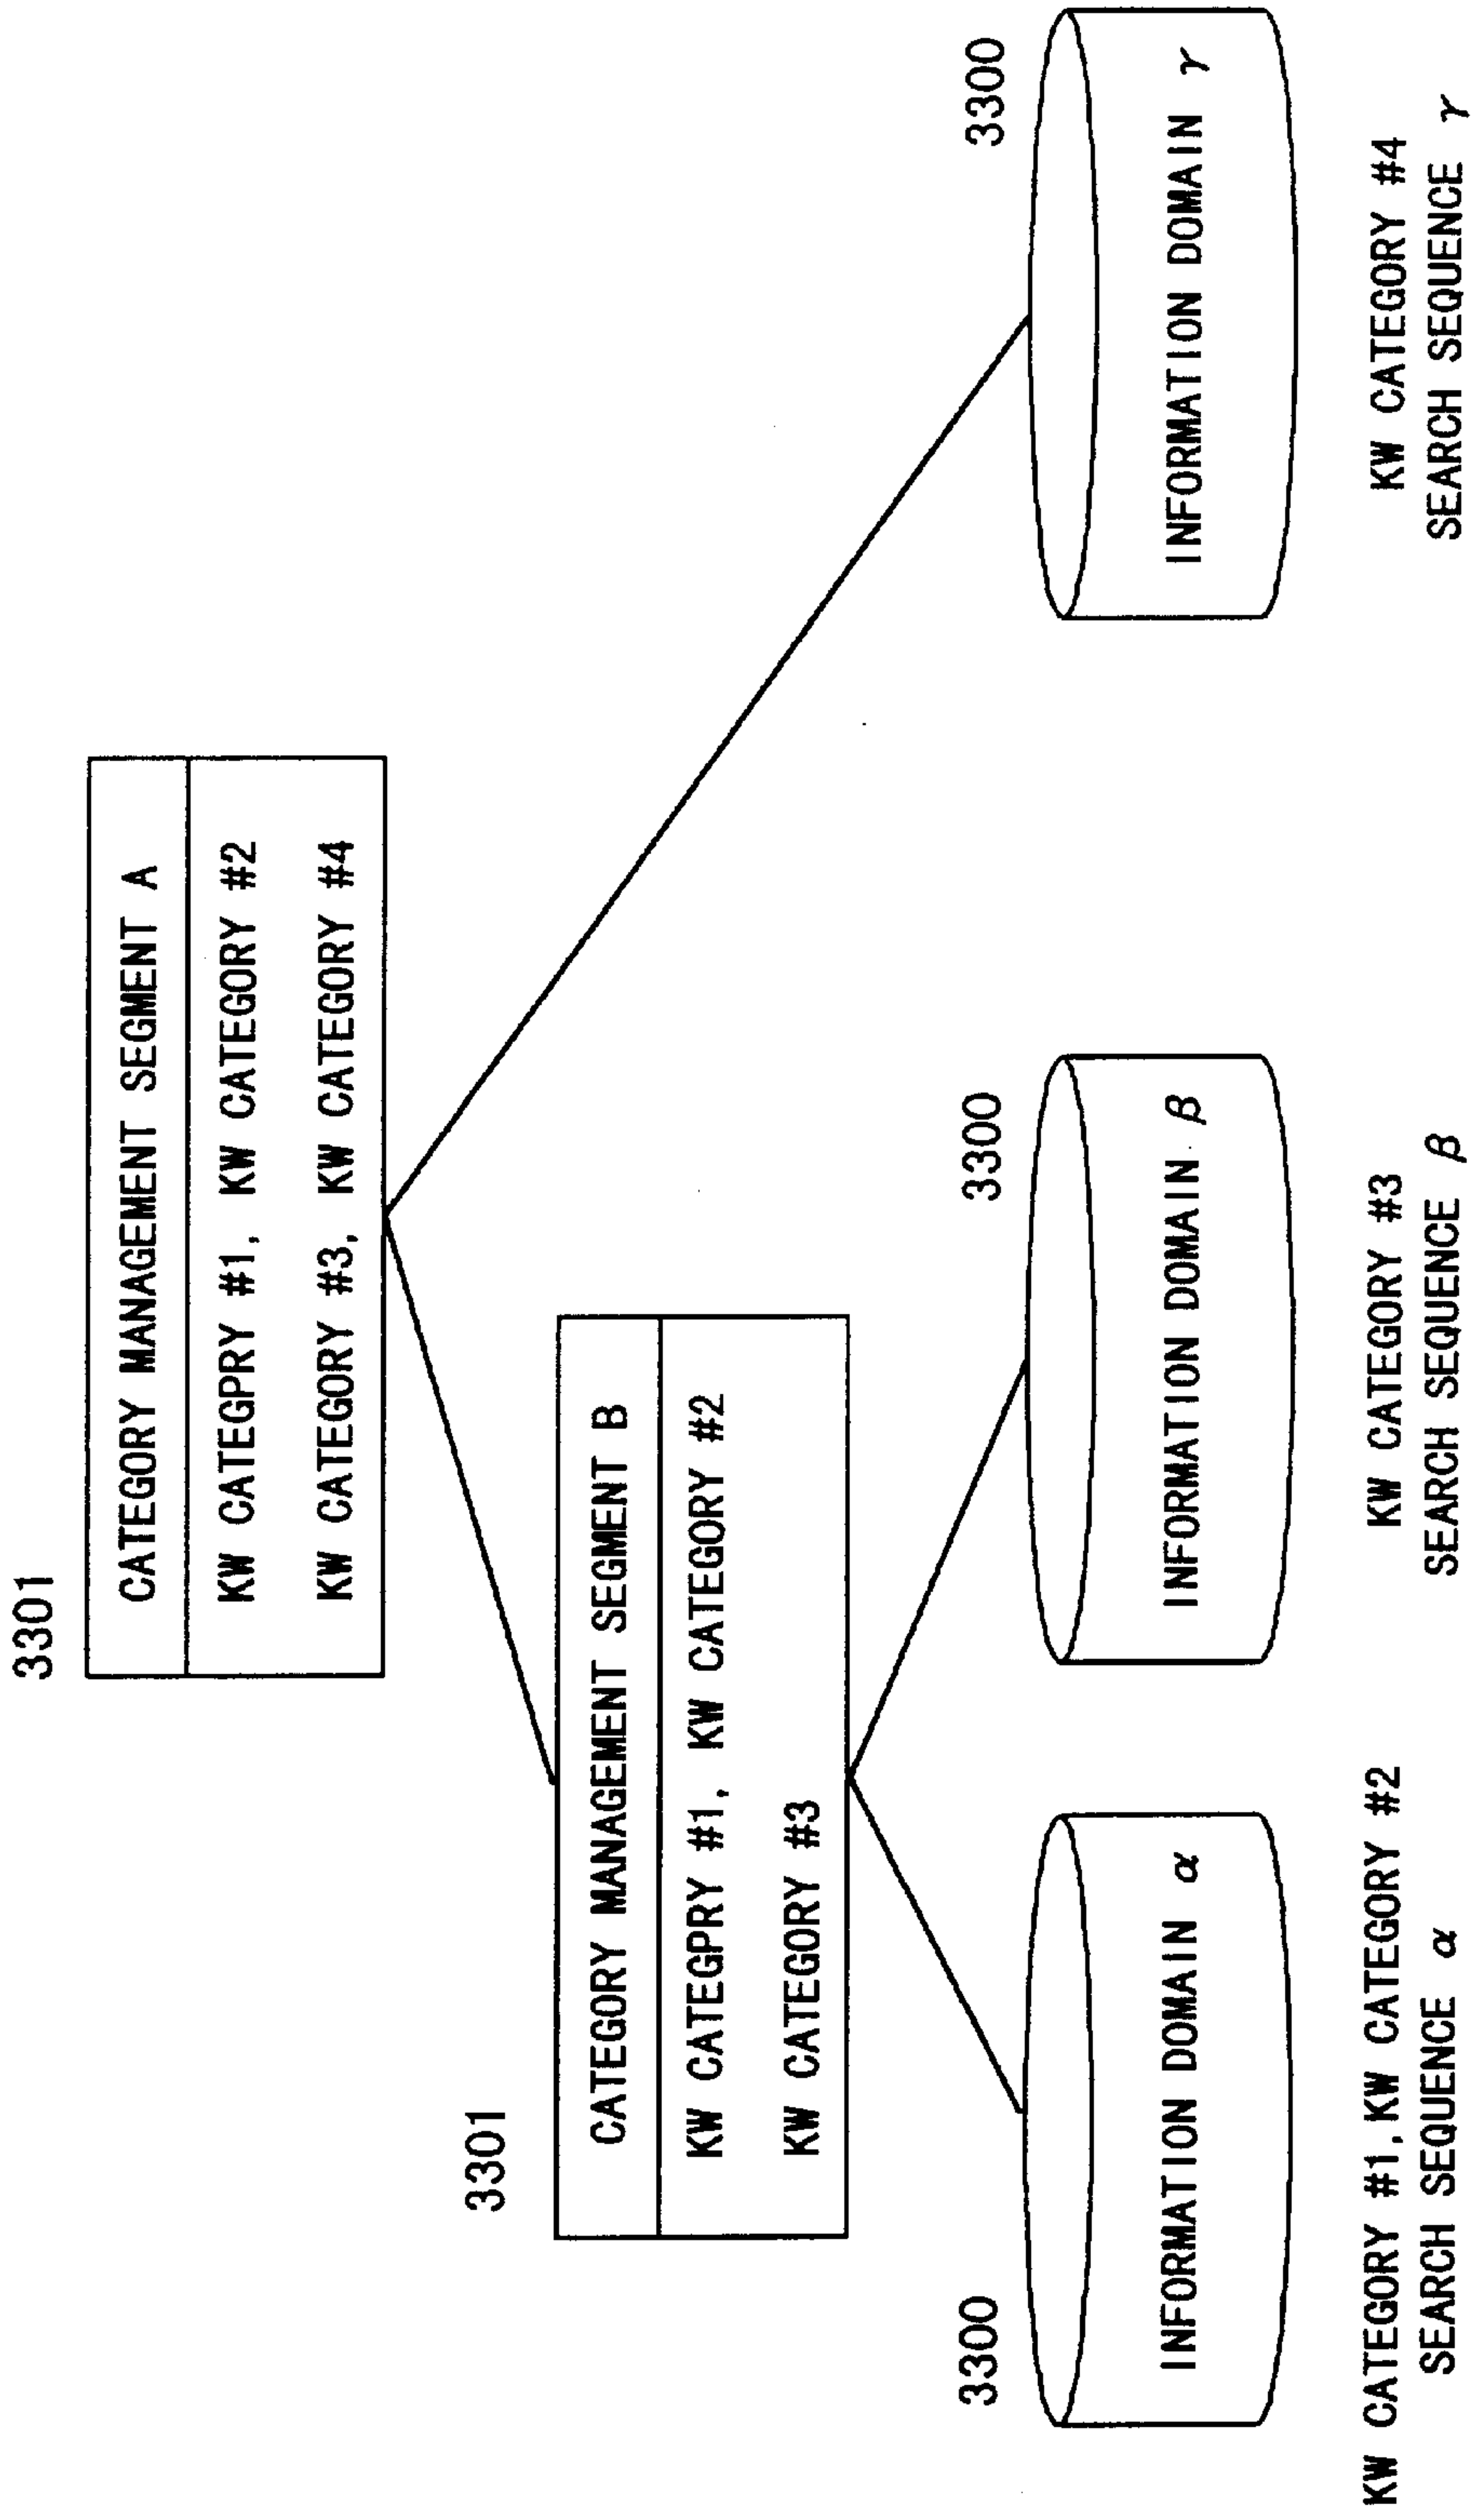 3301
CATEGORY MANAGEMENT SEGMENT A
KW CATEGPRY #1, KW CATEGORY #2
KW CATEGORY #3, KW CATEGORY #4
3301
CATEGORY MANAGEMENT SEGMENT B
KW CATEGPRY #1, KW CATEGORY #2
KW CATEGORY #3
3300
INFORMATION DOMAIN α
KW CATEGORY #1,KW CATEGORY #2
SEARCH SEQUENCE α
3300
INFORMATION DOMAIN β
KW CATEGORY #3
SEARCH SEQUENCE β
3300
INFORMATION DOMAIN γ
KW CATEGORY #4
SEARCH SEQUENCE γ